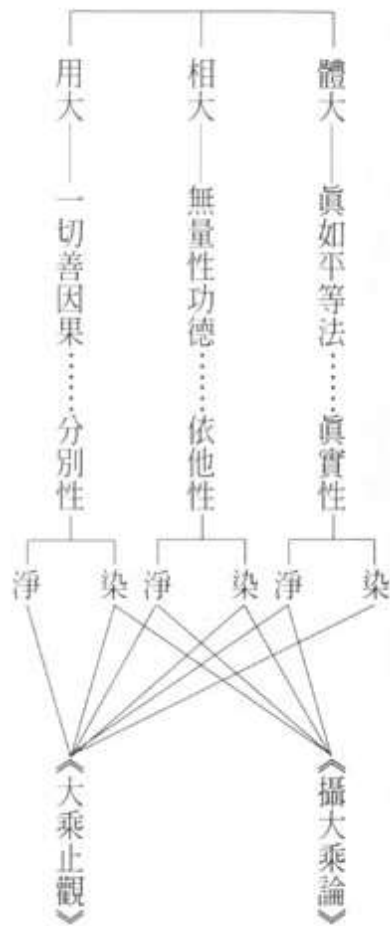 體大──眞如平等法……眞實性
相大──無量性功德……依他性
用大──一切善因果……分別性
染
淨
染
淨
染
淨
《攝大乘論》
《大乘止觀》